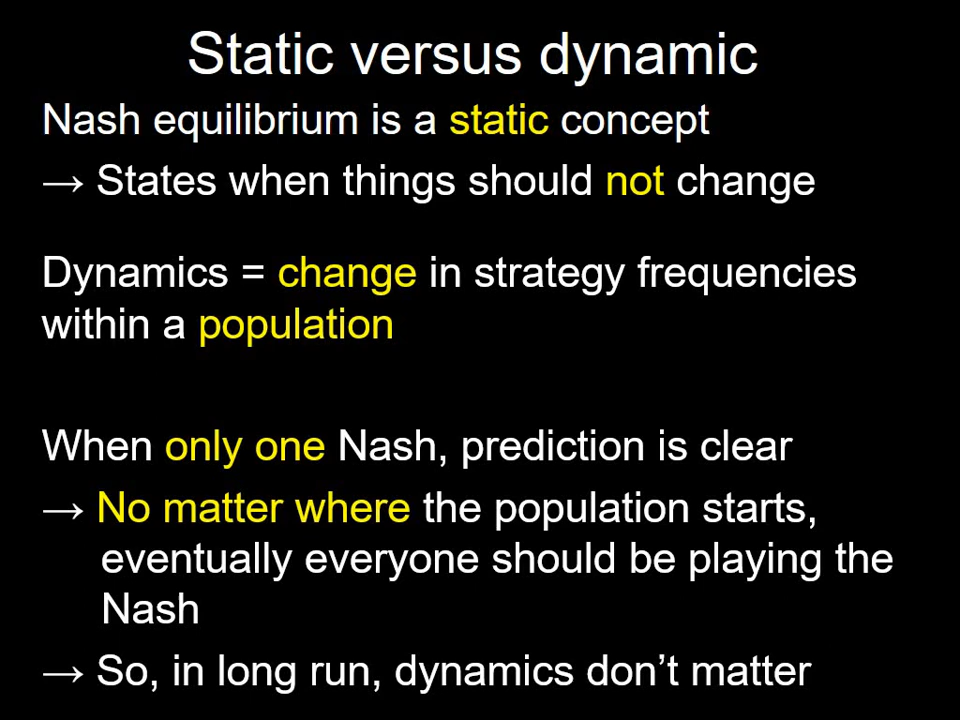 Static versus dynamic
Nash equilibrium is a static concept
→ States when things should not change
Dynamics = change in strategy frequencies
within a population
When only one Nash, prediction is clear
→ No matter where the population starts,
eventually everyone should be playing the
Nash
→ So, in long run, dynamics don’t matter